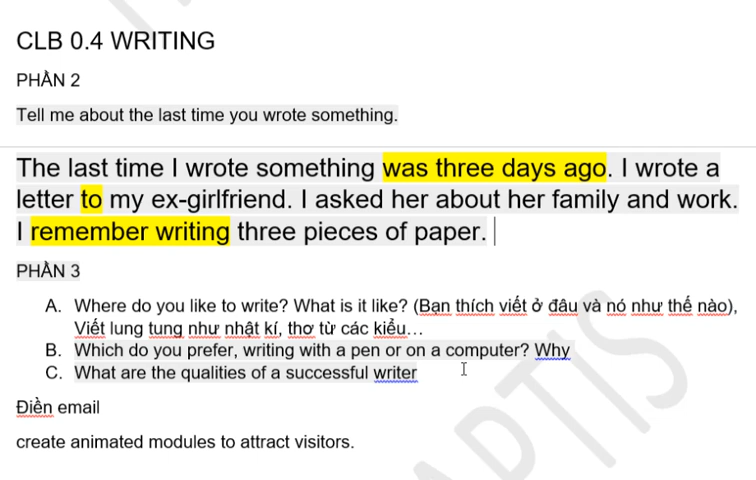 CLB 0.4 WRITING
PHẦN 2
Tell me about the last time you wrote something.
The last time I wrote something was three days ago. I wrote a
letter to my ex-girlfriend. I asked her about her family and work.
I remember writing three pieces of paper.
PHẦN 3
A. Where do you like to write? What is it like? (Bạn thích viết ở đâu và nó như thế nào),
Viết lung tung như nhật kí, thơ từ các kiểu...
B. Which do you prefer, writing with a pen or on a computer? Why
C. What are the qualities of a successful writer
Điền email
create animated modules to attract visitors.
APTIS